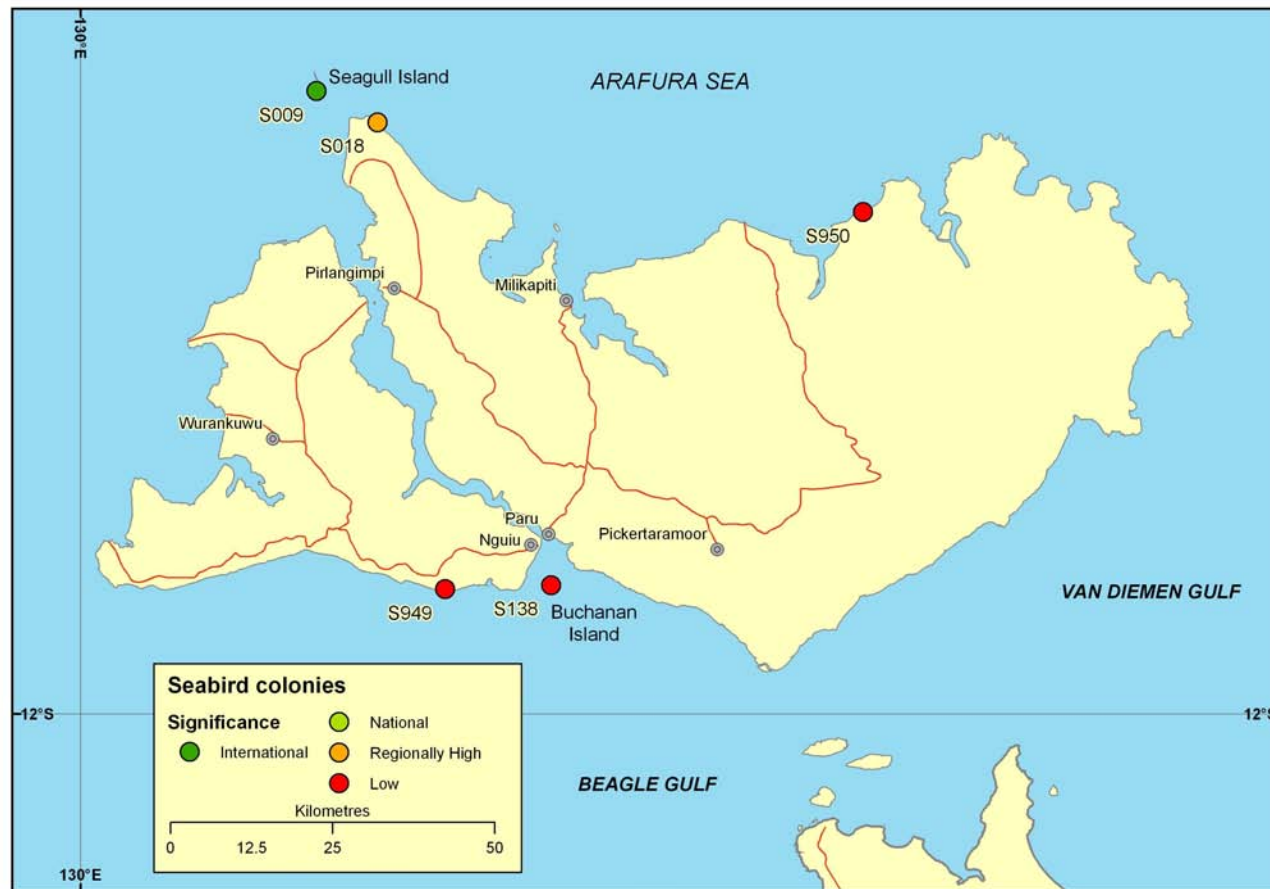 130°E
Seagull Island
ARAFURA SEA
S009
S018
S950
Pirlangimpi
Milikapiti
Wurankuwu
Paru
Nguiu
Pickertaramoor
S949
S138
Buchanan
Island
VAN DIEMEN GULF
Seabird colonies
Significance
National
International
Regionally High
Low
Kilometres
0 12.5 25 50
12°S
12°S
BEAGLE GULF
130°E